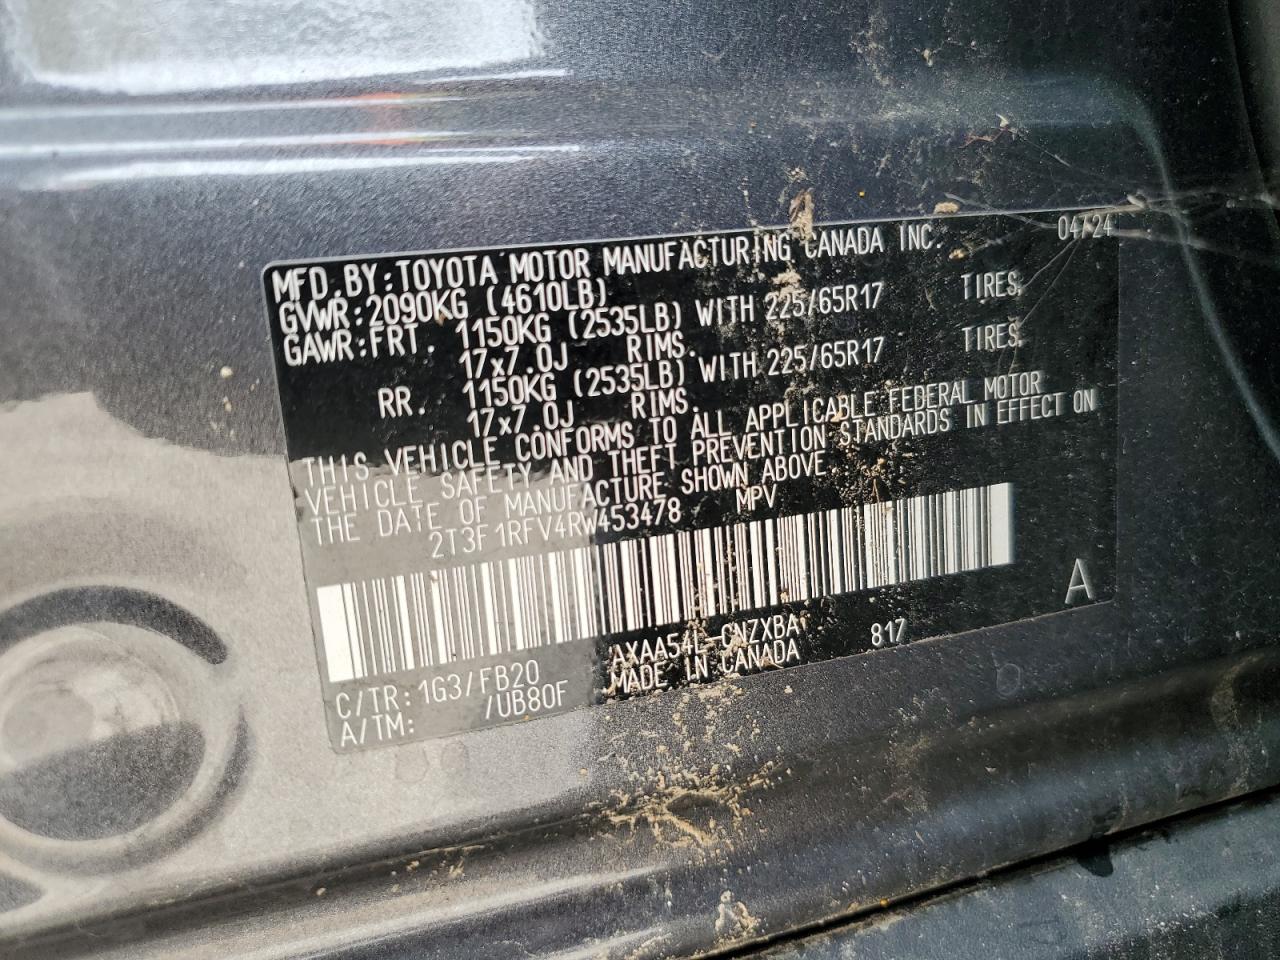 04/24
MFD.BY:TOYOTA MOTOR MANUFACTURING CANADA INC.
GVWR:2090KG (4610LB)
GAWR:FRT. 1150KG (2535LB) WITH 225/65R17 TIRES,
17x7.0J RIMS.
RR. 1150KG (2535LB) WITH 225/65R17 TIRES,
17x7.0J RIMS.
THIS VEHICLE CONFORMS TO ALL APPLICABLE FEDERAL MOTOR
VEHICLE SAFETY AND THEFT PREVENTION STANDARDS IN EFFECT ON
THE DATE OF MANUFACTURE SHOWN ABOVE.
2T3F1RFV4RW453478 MPV
A
C/TR:1G3/FB20 AXAA54L-CNZXBA 817
A/TM: /UB80F MADE IN CANADA